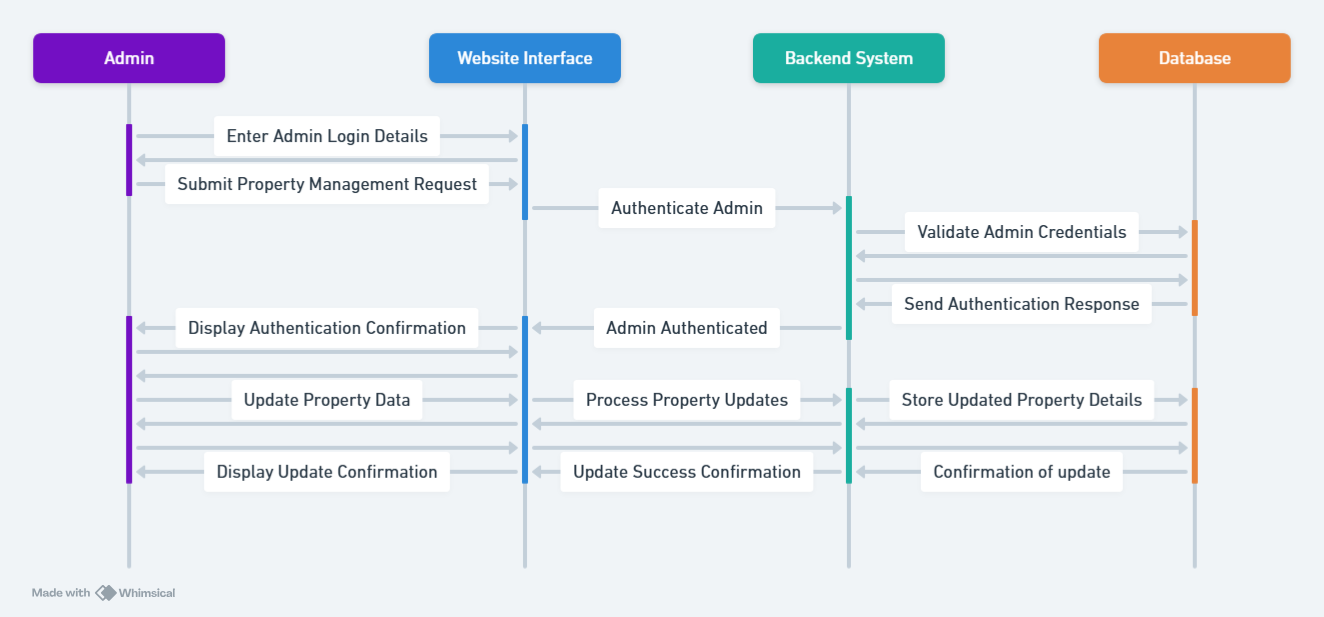 Admin
Website Interface
Backend System
Database
Enter Admin Login Details
Submit Property Management Request
Authenticate Admin
Validate Admin Credentials
Send Authentication Response
Display Authentication Confirmation
Admin Authenticated
Update Property Data
Process Property Updates
Store Updated Property Details
Display Update Confirmation
Update Success Confirmation
Confirmation of update
Made with Whimsical